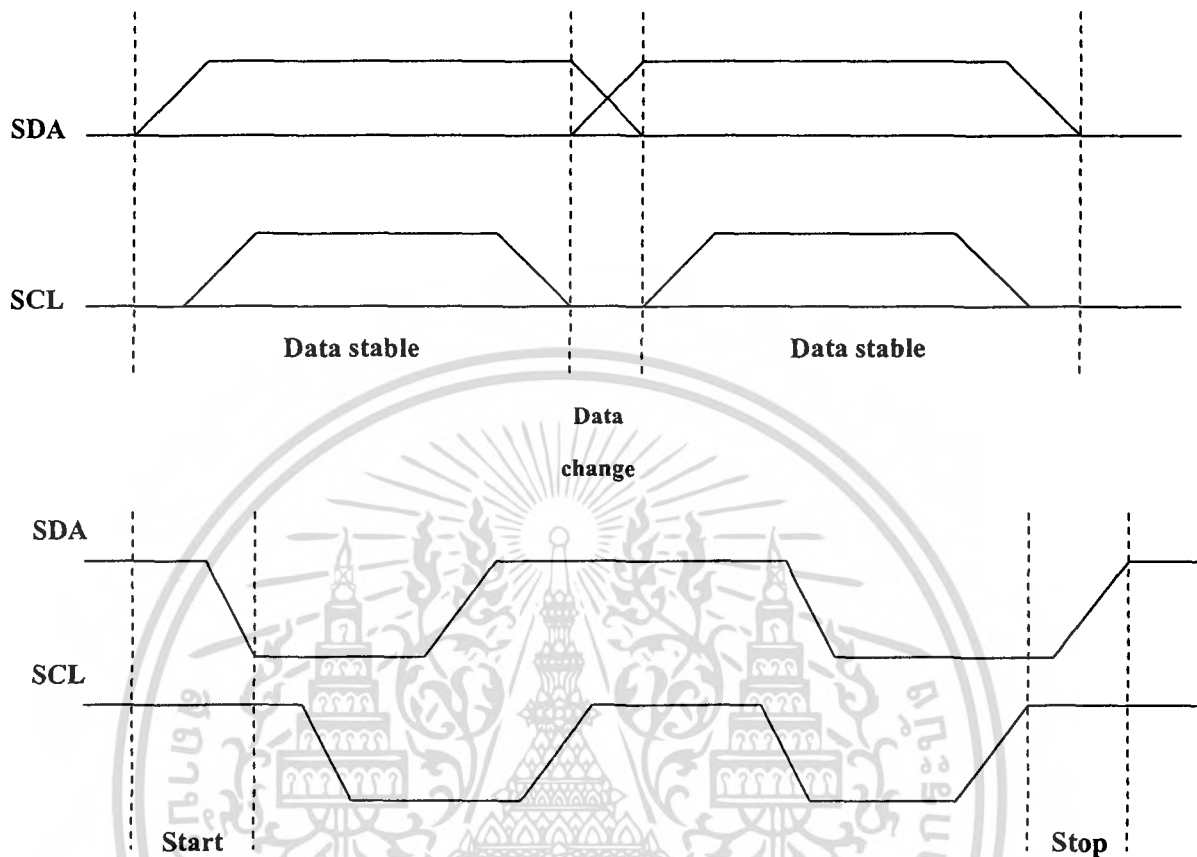 SDA
SCL
Data stable
Data stable
Data
change
SDA
SCL
Start
Stop